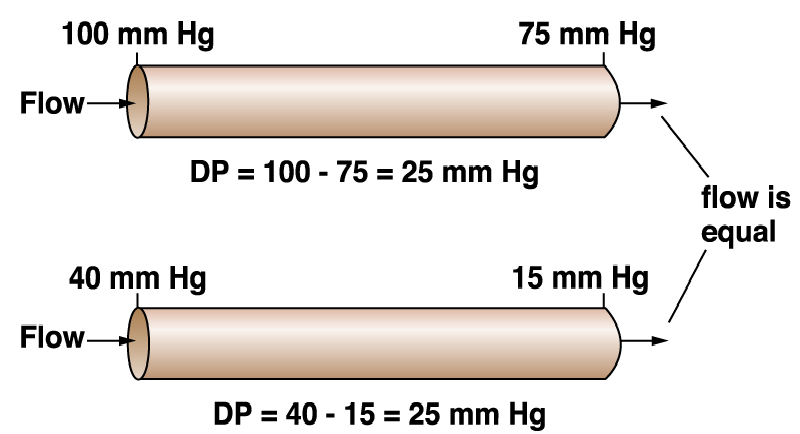 100 mm Hg
75 mm Hg
Flow
DP = 100 - 75 = 25 mm Hg
flow is
equal
40 mm Hg
15 mm Hg
Flow
DP = 40 - 15 = 25 mm Hg